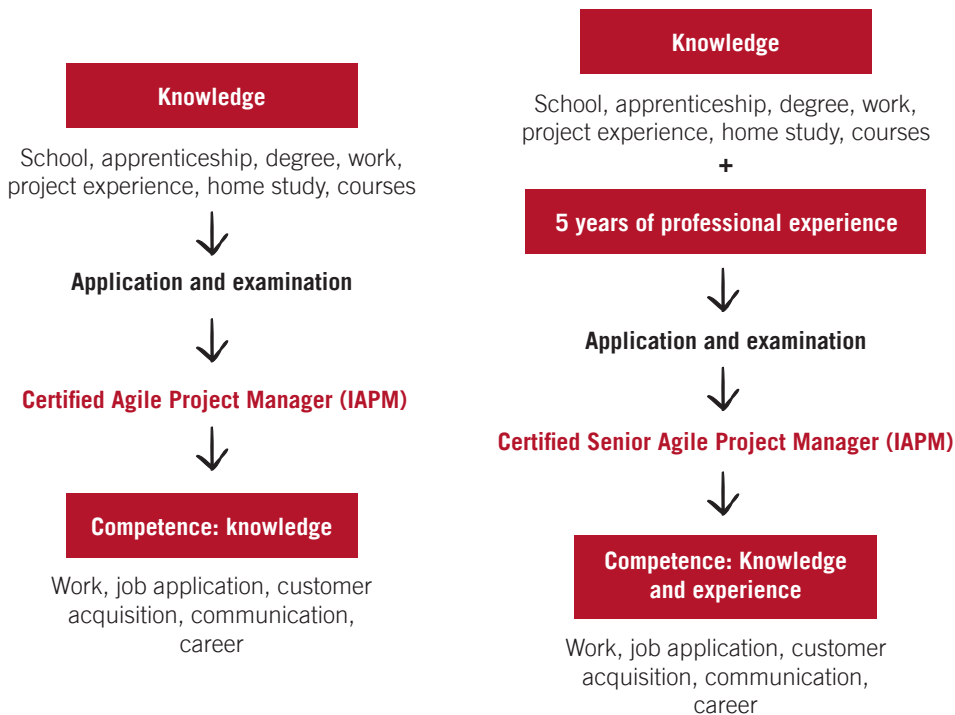 Knowledge
School, apprenticeship, degree, work,
project experience, home study, courses
Application and examination
Certified Agile Project Manager (IAPM)
Competence: knowledge
Work, job application, customer
acquisition, communication,
career
Knowledge
School, apprenticeship, degree, work,
project experience, home study, courses
+
5 years of professional experience
Application and examination
Certified Senior Agile Project Manager (IAPM)
Competence: Knowledge
and experience
Work, job application, customer
acquisition, communication,
career